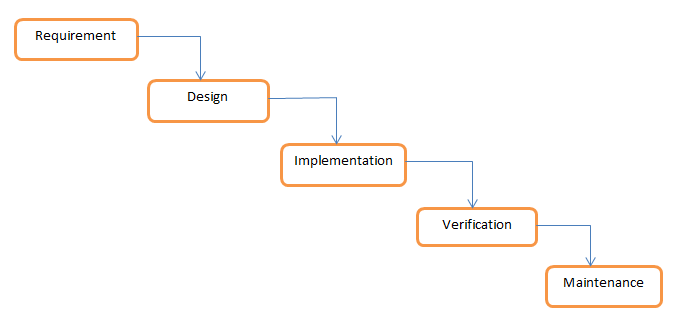 Requirement
Design
Implementation
Verification
Maintenance